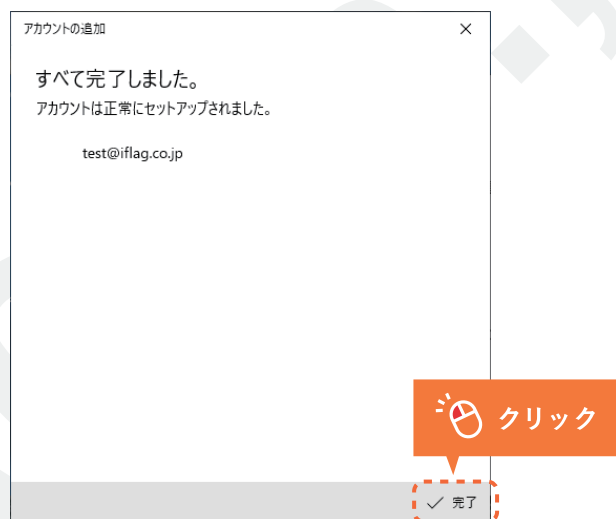 アカウントの追加
すべて完了しました。
アカウントは正常にセットアップされました。
test@iflag.co.jp
クリック
完了